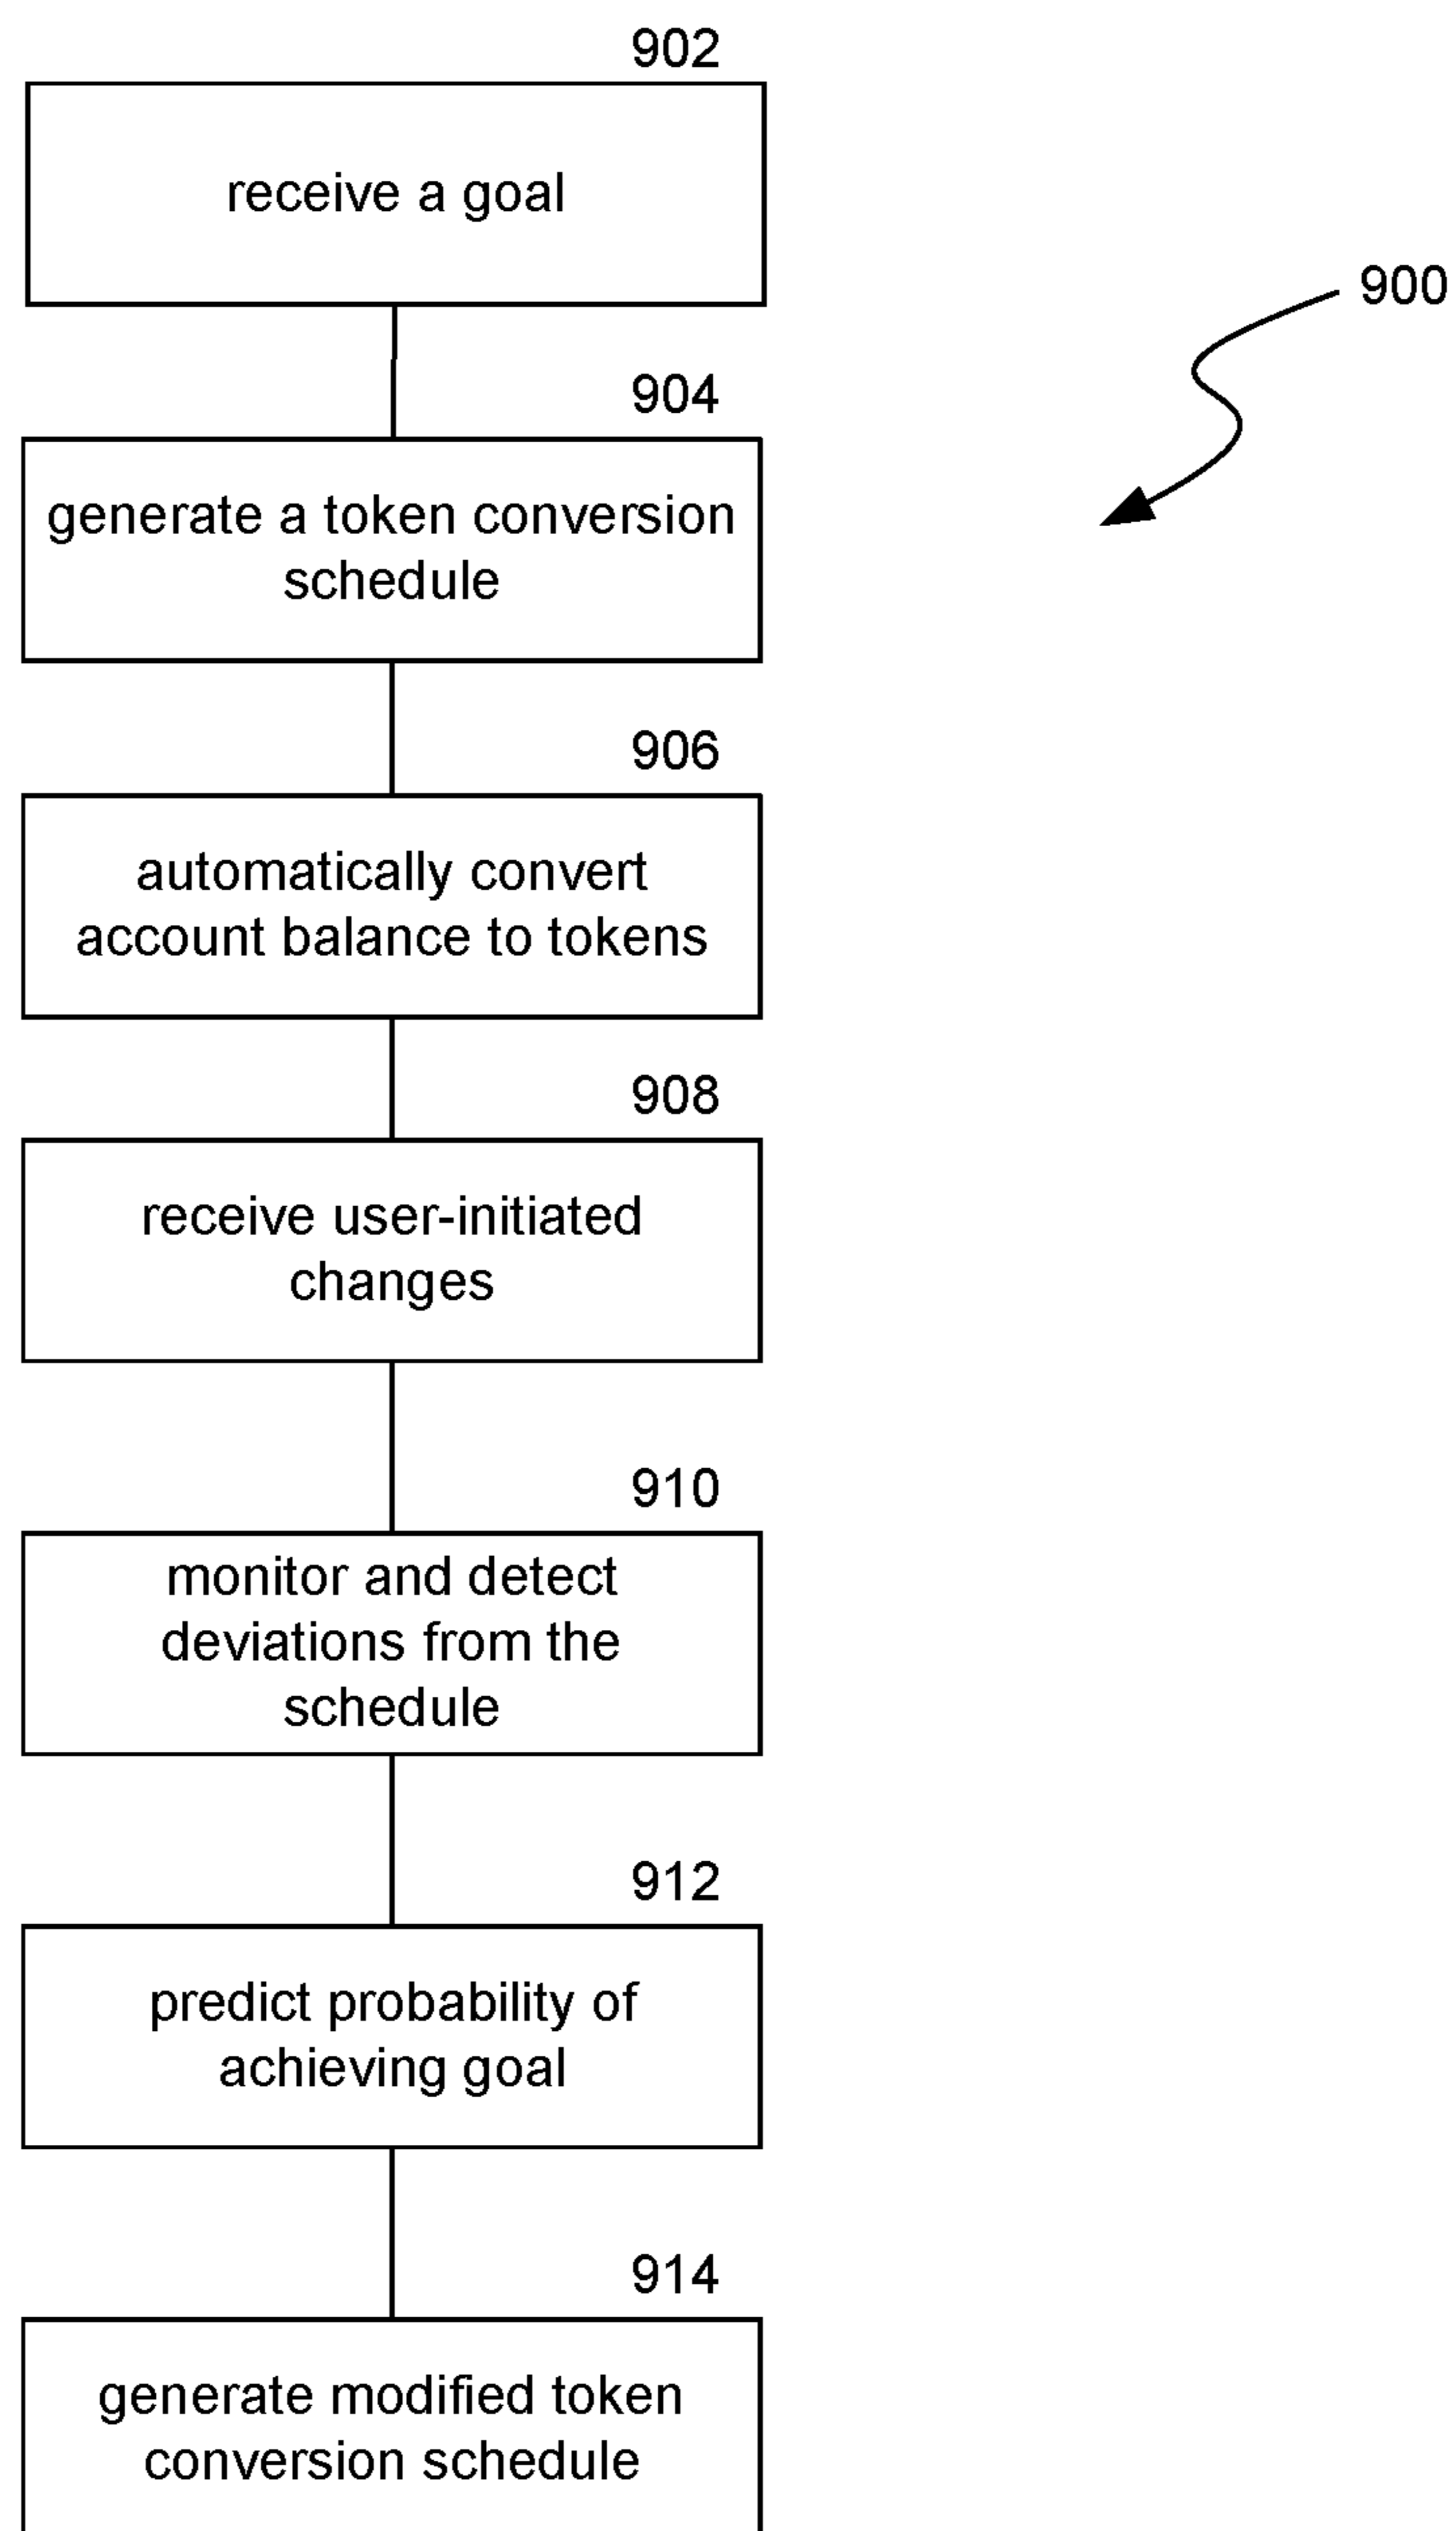 902
receive a goal
900
904
generate a token conversion
schedule
906
automatically convert
account balance to tokens
908
receive user-initiated
changes
910
monitor and detect
deviations from the
schedule
912
predict probability of
achieving goal
914
generate modified token
conversion schedule